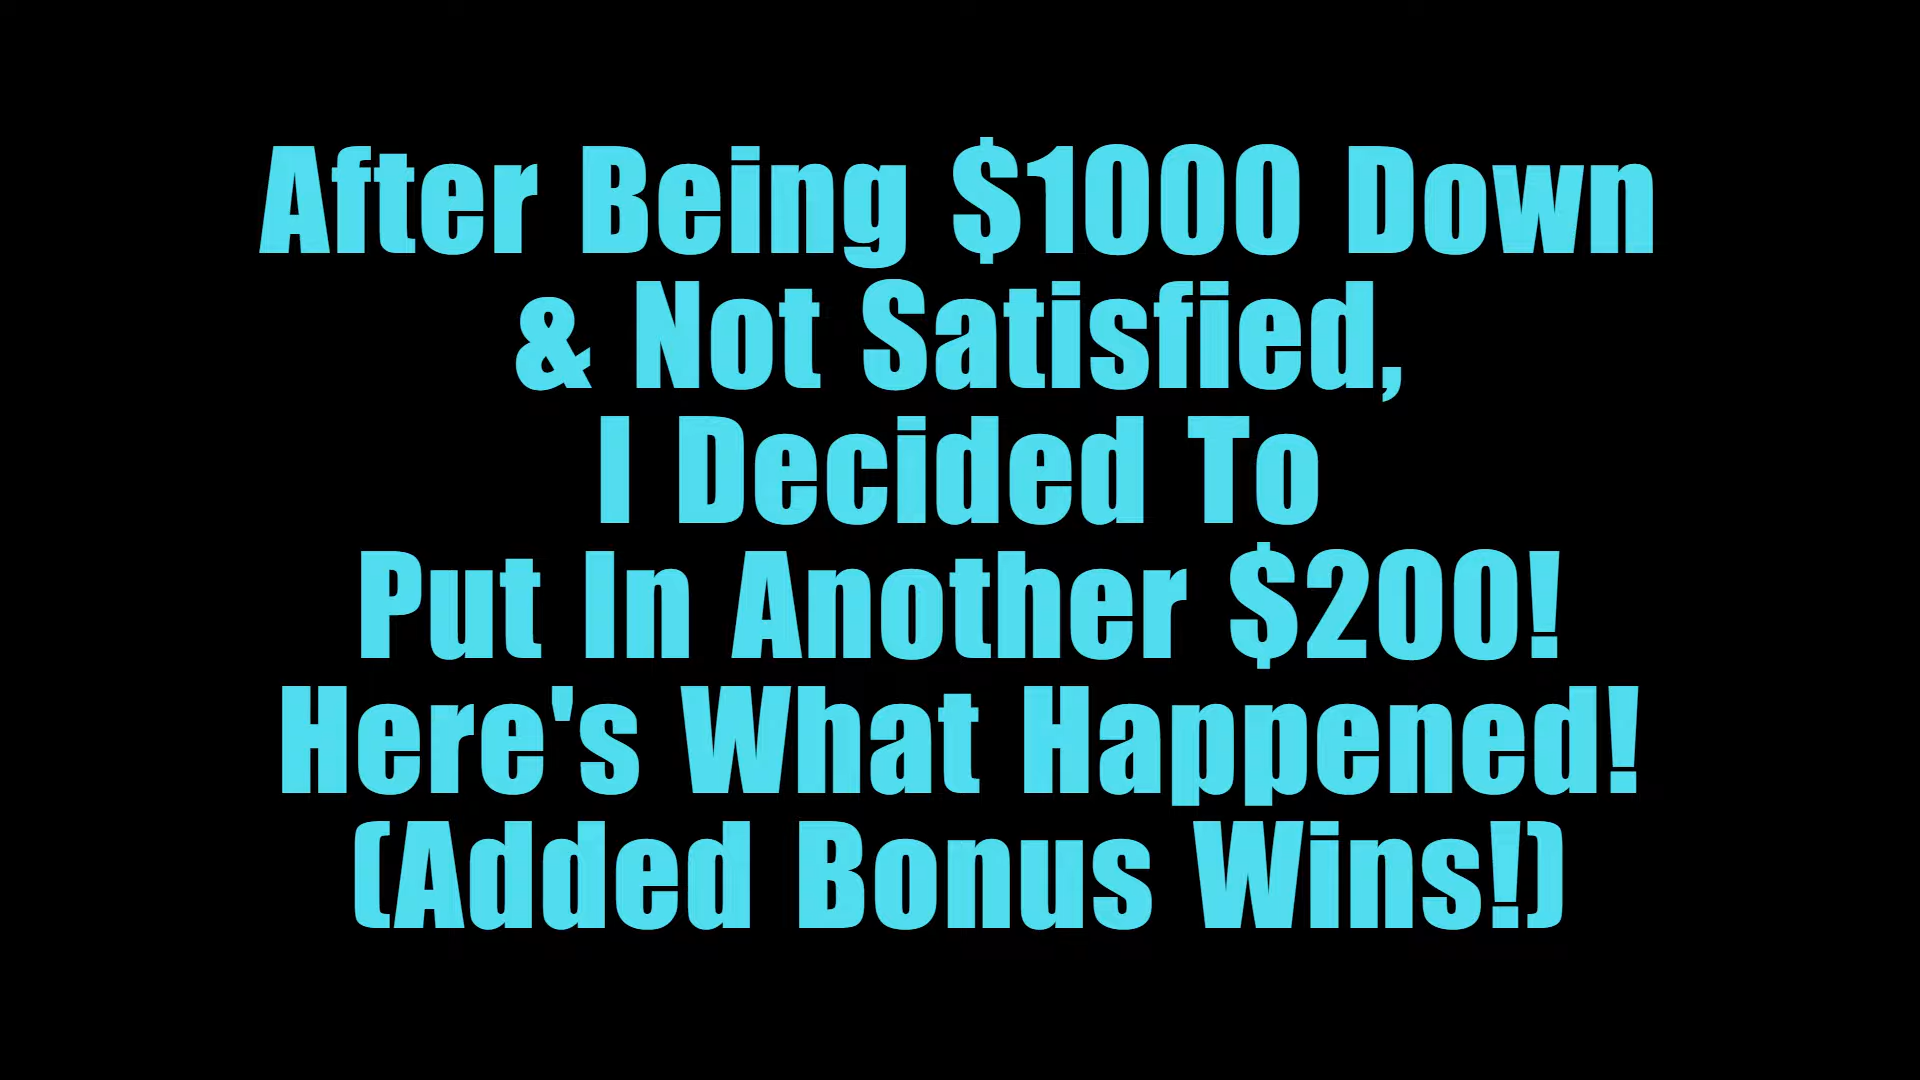 After Being $1000 Down
& Not Satisfied,
I Decided To
Put In Another $200!
Here's What Happened!
(Added Bonus Wins!)